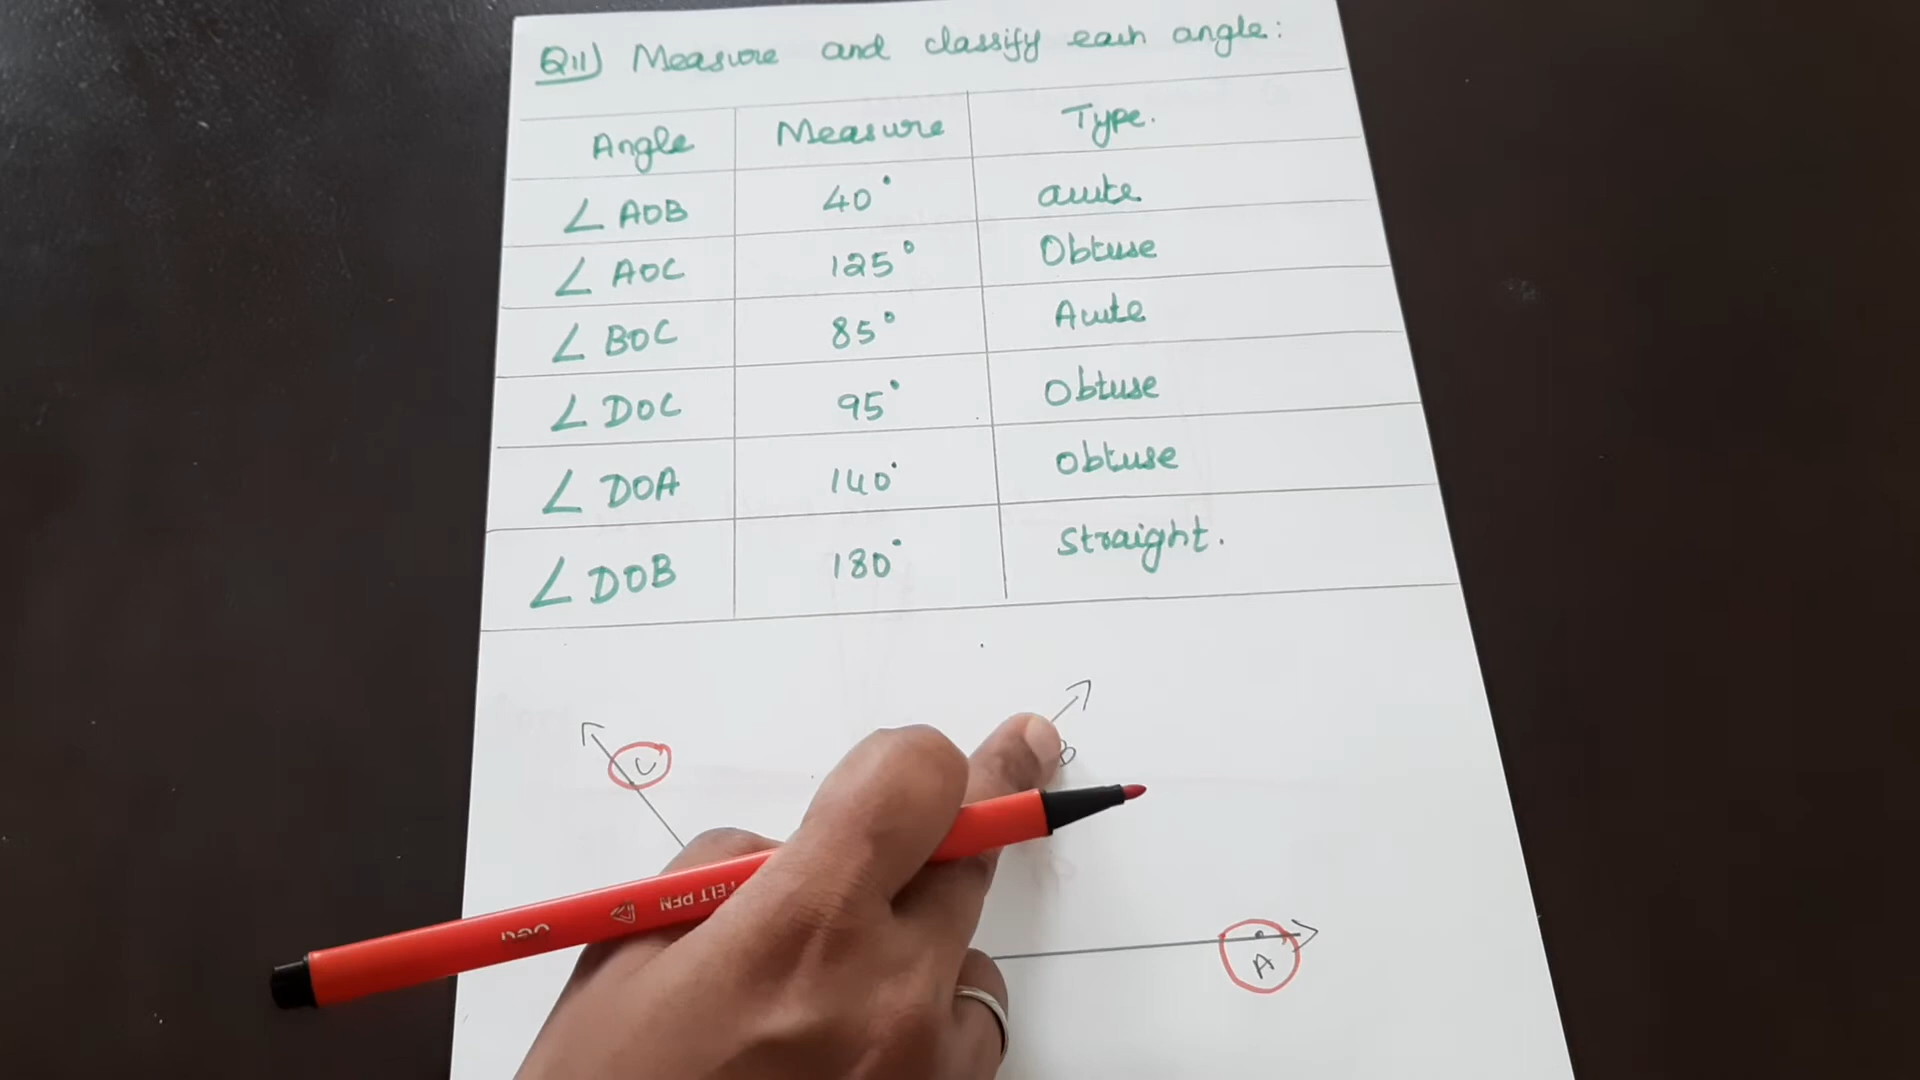 Q11) Measure and classify each angle:
Angle Measure Type.
∠ AOB 40° acute
∠ AOC 125° Obtuse
∠ BOC 85° Acute
∠ DOC 95° Obtuse
∠ DOA 140° obtuse
∠ DOB 180° straight.
C
B
FELT PEN
deli
A